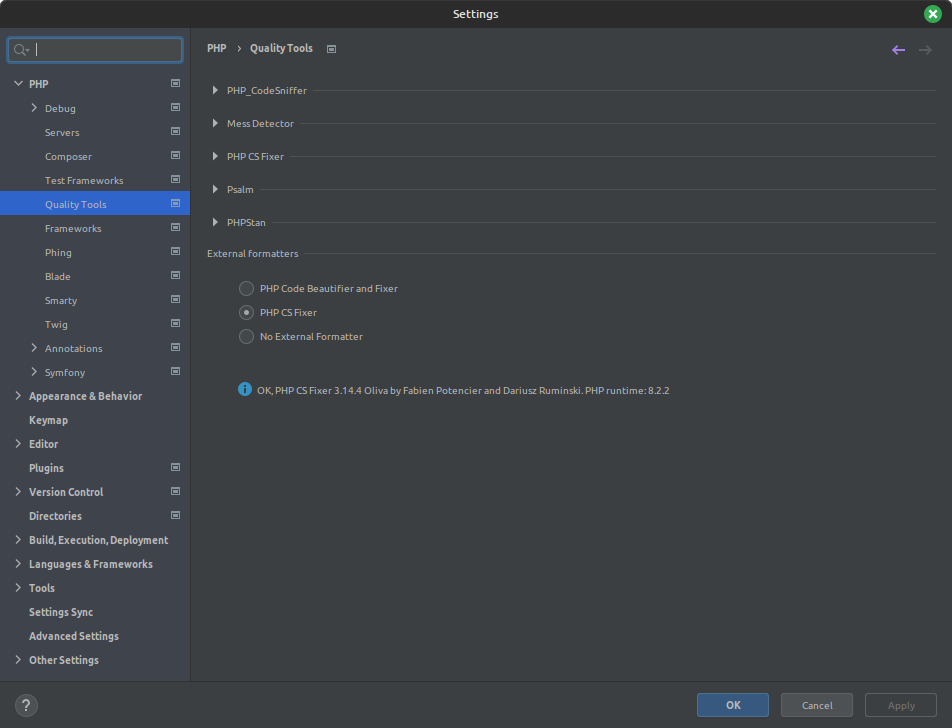 Settings
PHP
Debug
Servers
Composer
Test Frameworks
Quality Tools
Frameworks
Phing
Blade
Smarty
Twig
Annotations
Symfony
Appearance & Behavior
Keymap
Editor
Plugins
Version Control
Directories
Build, Execution, Deployment
Languages & Frameworks
Tools
Settings Sync
Advanced Settings
Other Settings
PHP › Quality Tools
PHP_CodeSniffer
Mess Detector
PHP CS Fixer
Psalm
PHPStan
External formatters
PHP Code Beautifier and Fixer
PHP CS Fixer
No External Formatter
OK, PHP CS Fixer 3.14.4 Oliva by Fabien Potencier and Dariusz Ruminski. PHP runtime: 8.2.2
?
OK Cancel Apply